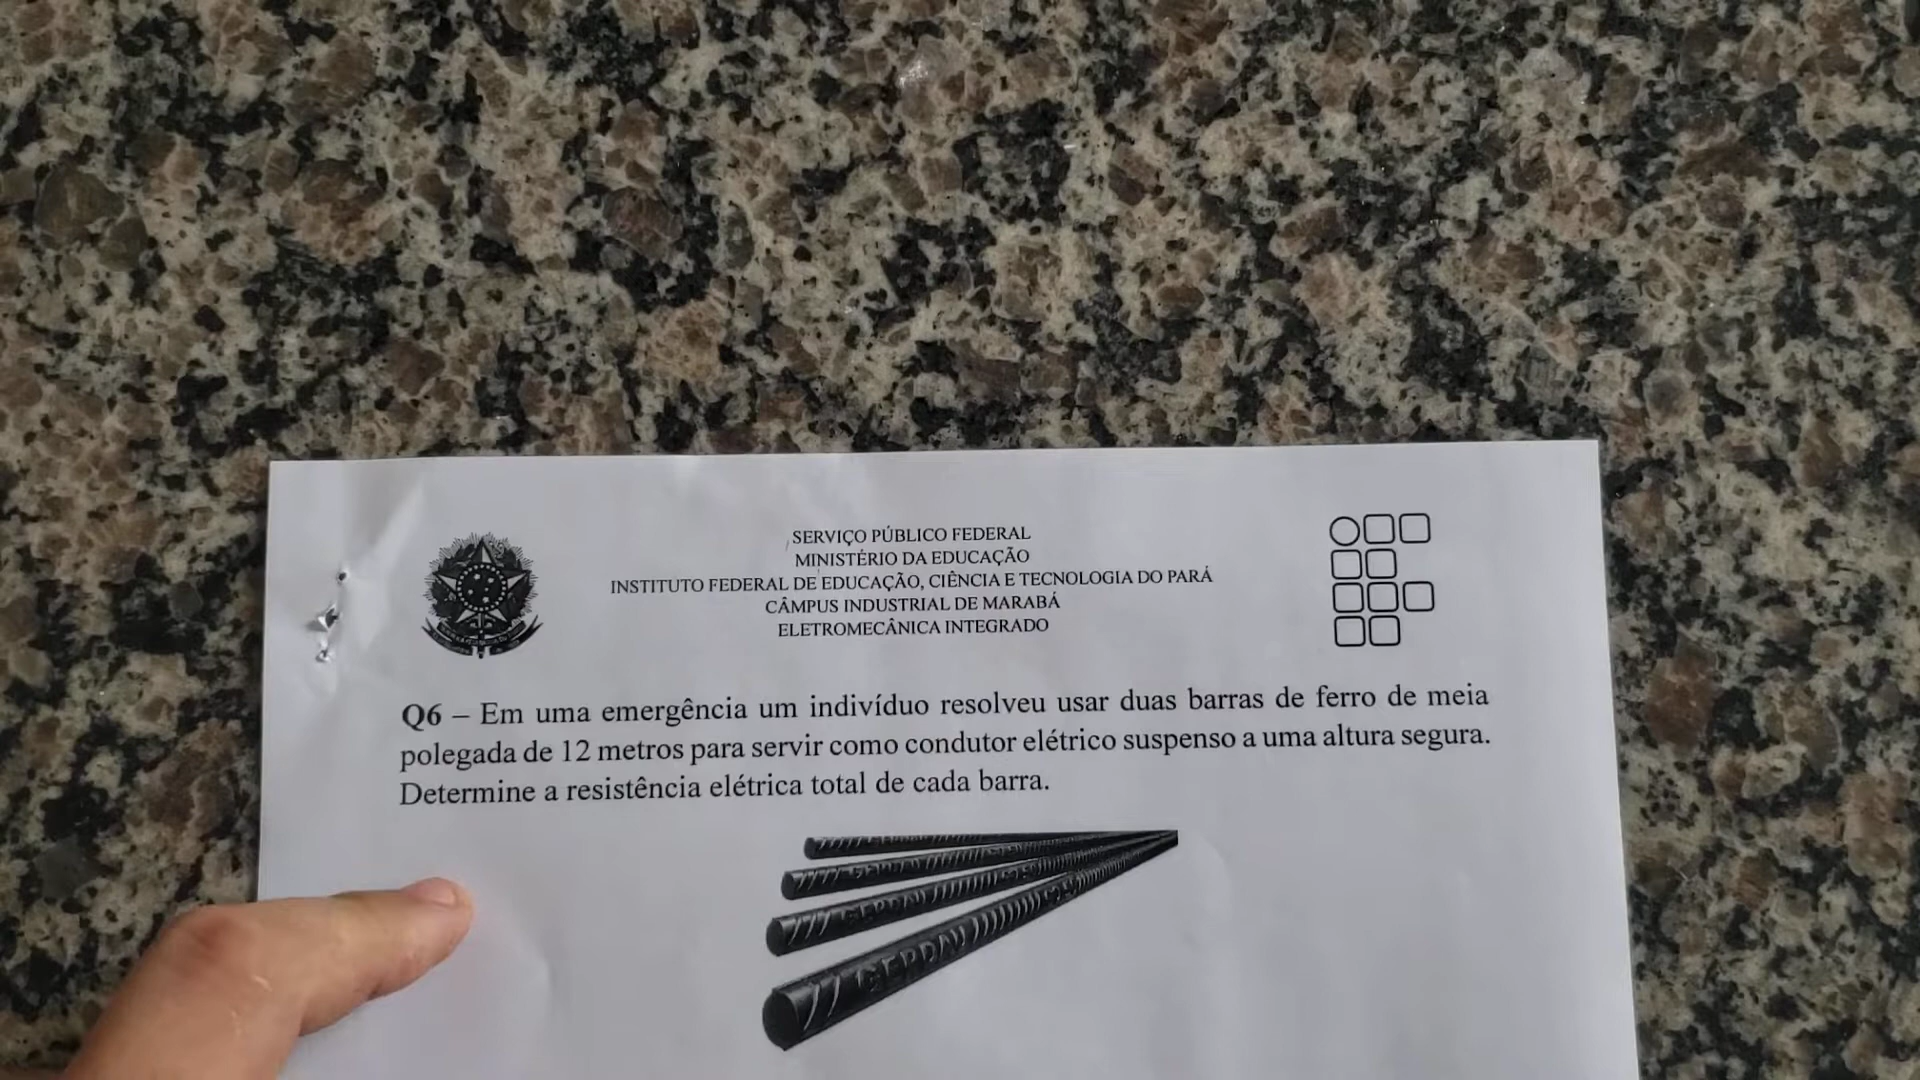 SERVIÇO PÚBLICO FEDERAL
MINISTÉRIO DA EDUCAÇÃO
INSTITUTO FEDERAL DE EDUCAÇÃO, CIÊNCIA E TECNOLOGIA DO PARÁ
CÂMPUS INDUSTRIAL DE MARABÁ
ELETROMECÂNICA INTEGRADO
Q6 – Em uma emergência um indivíduo resolveu usar duas barras de ferro de meia
polegada de 12 metros para servir como condutor elétrico suspenso a uma altura segura.
Determine a resistência elétrica total de cada barra.
GERDAU
GERDAU
GERDAU